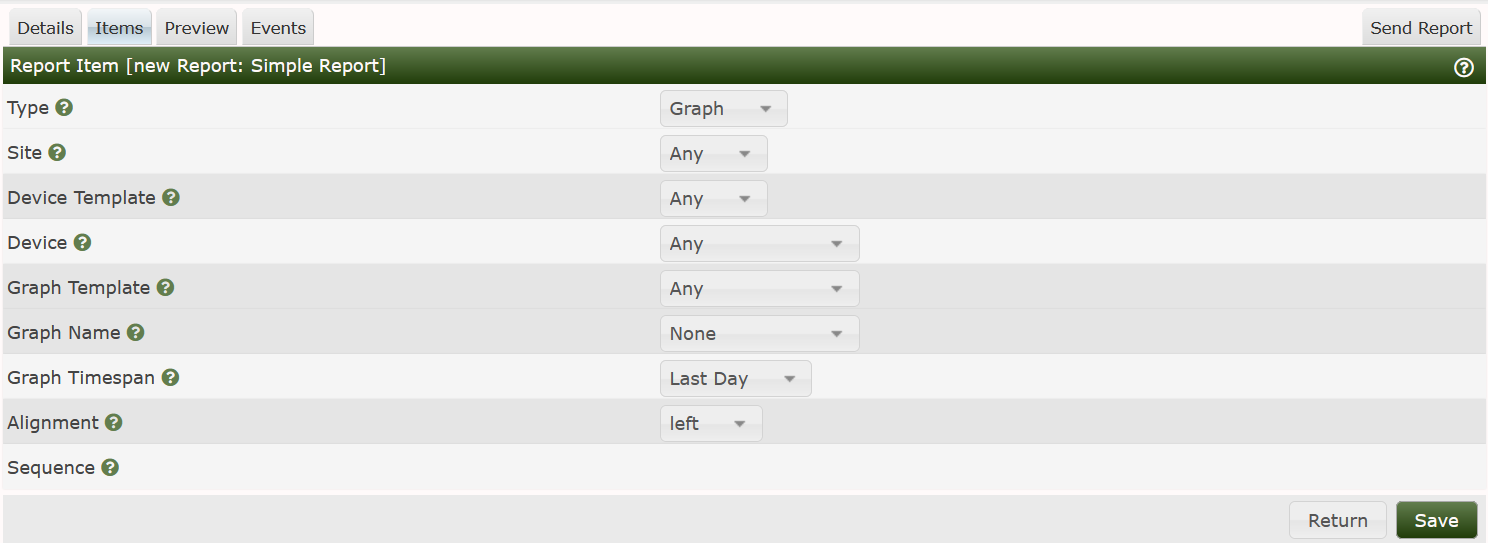 Details Items Preview Events Send Report
Report Item [new Report: Simple Report]
Type Graph
Site Any
Device Template Any
Device Any
Graph Template Any
Graph Name None
Graph Timespan Last Day
Alignment left
Sequence
Return Save